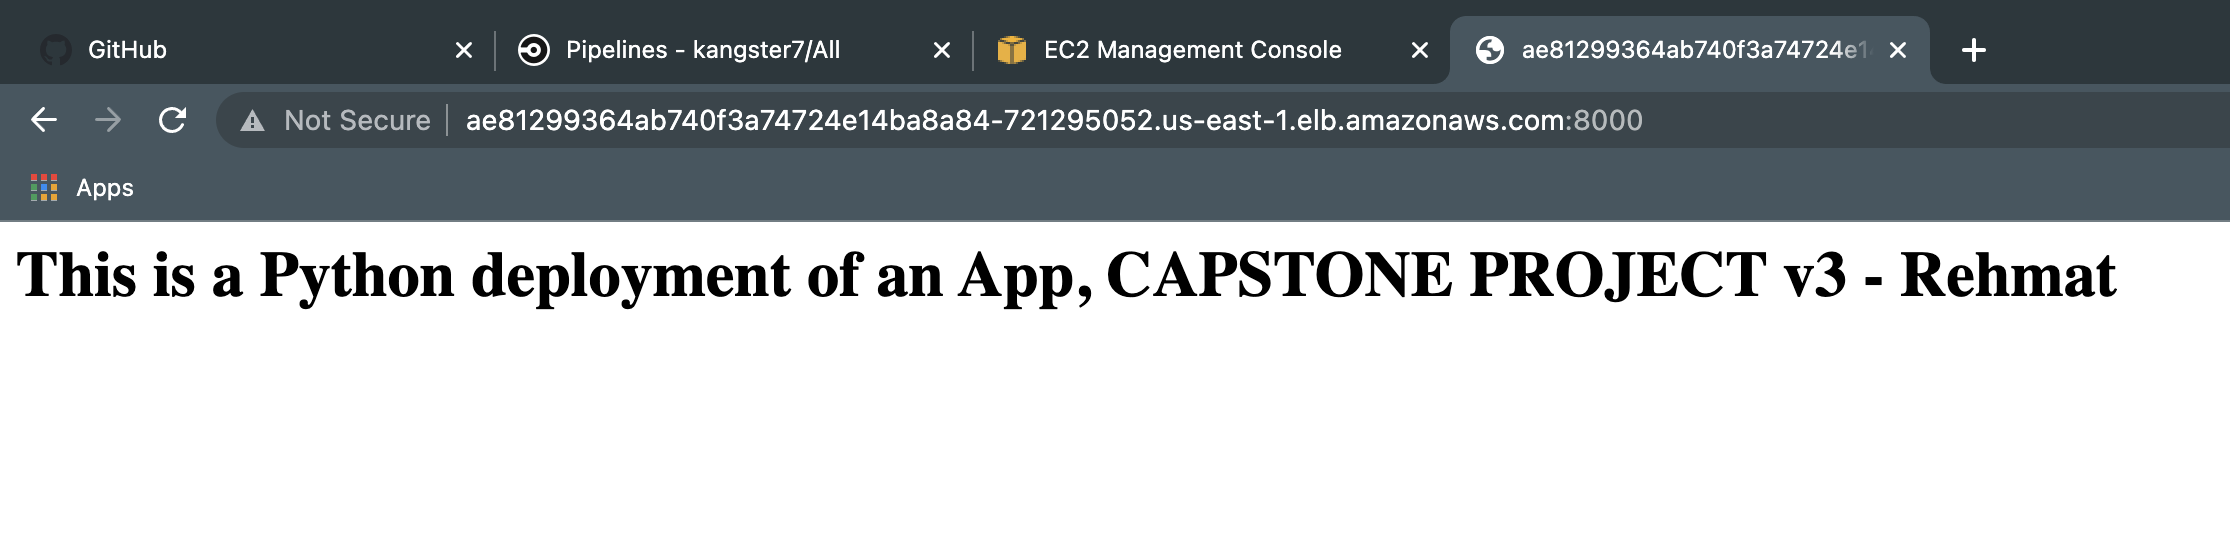 GitHub
Pipelines - kangster7/All
EC2 Management Console
ae81299364ab740f3a74724e1
Not Secure
ae81299364ab740f3a74724e14ba8a84-721295052.us-east-1.elb.amazonaws.com:8000
Apps
This is a Python deployment of an App, CAPSTONE PROJECT v3 - Rehmat